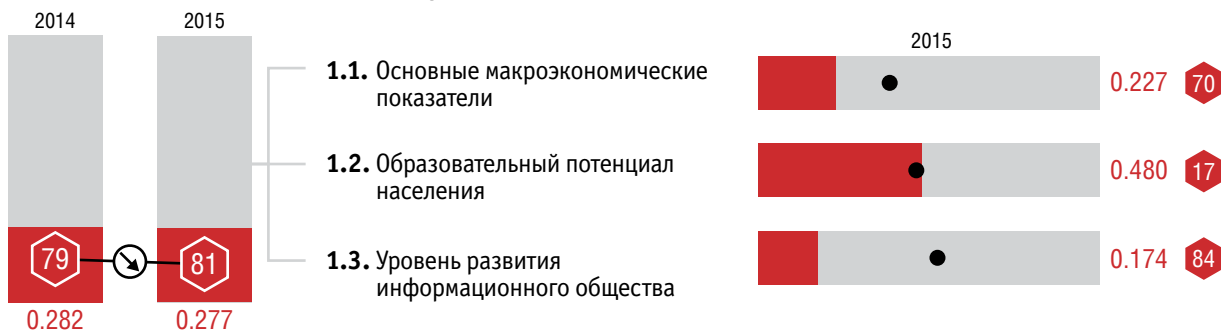 2014
2015
79
81
0.282
0.277
1.1. Основные макроэкономические
показатели
1.2. Образовательный потенциал
населения
1.3. Уровень развития
информационного общества
2015
0.227 70
0.480 17
0.174 84